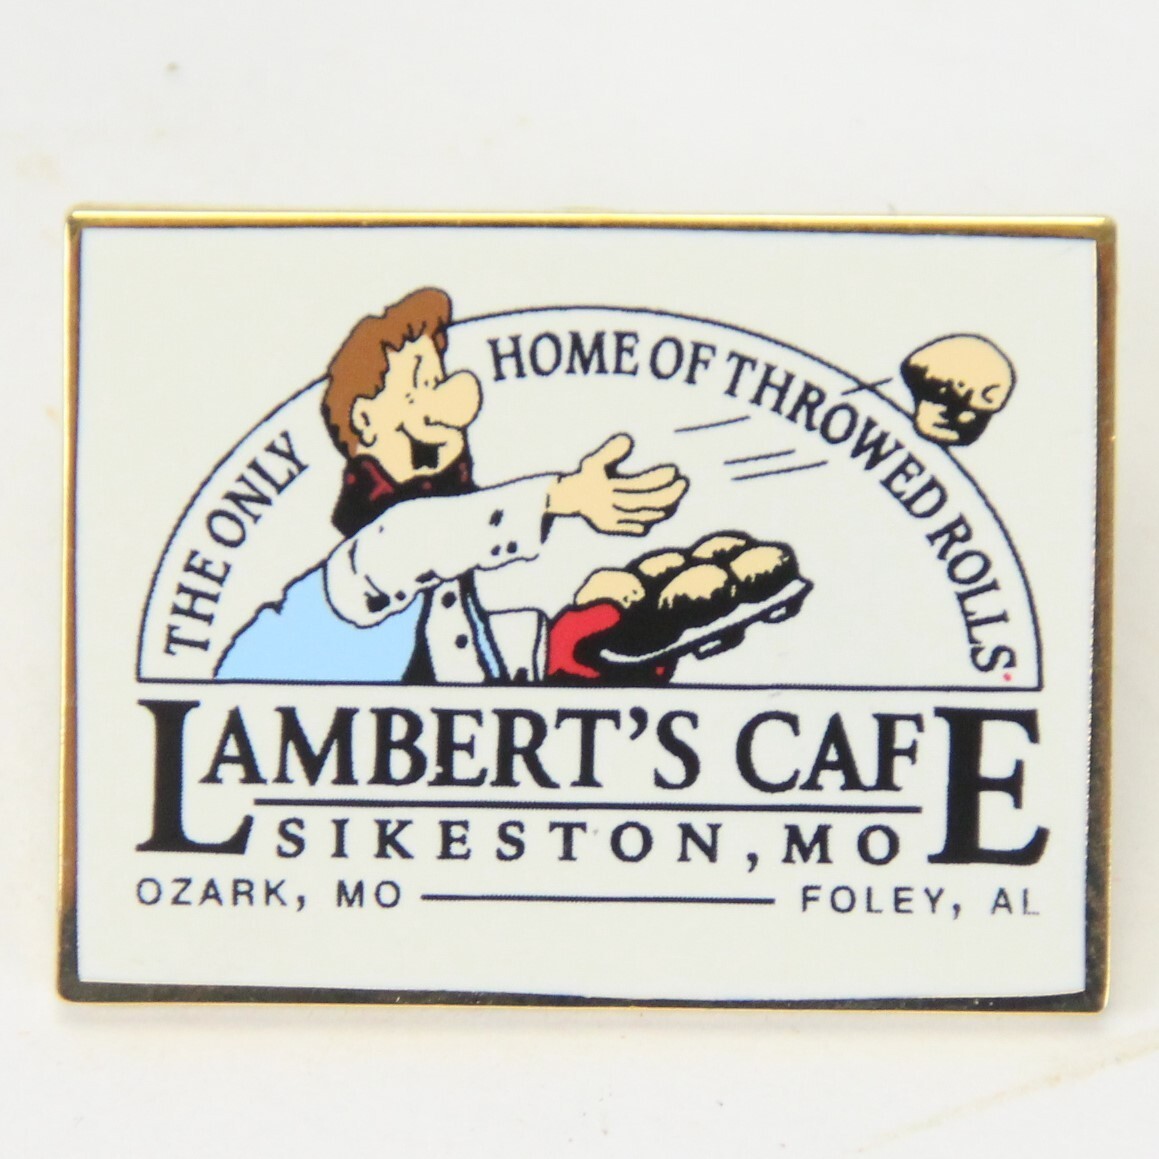 THE ONLY HOME OF THROWED ROLLS.
LAMBERT'S CAFE
SIKESTON, MO
OZARK, MO FOLEY, AL